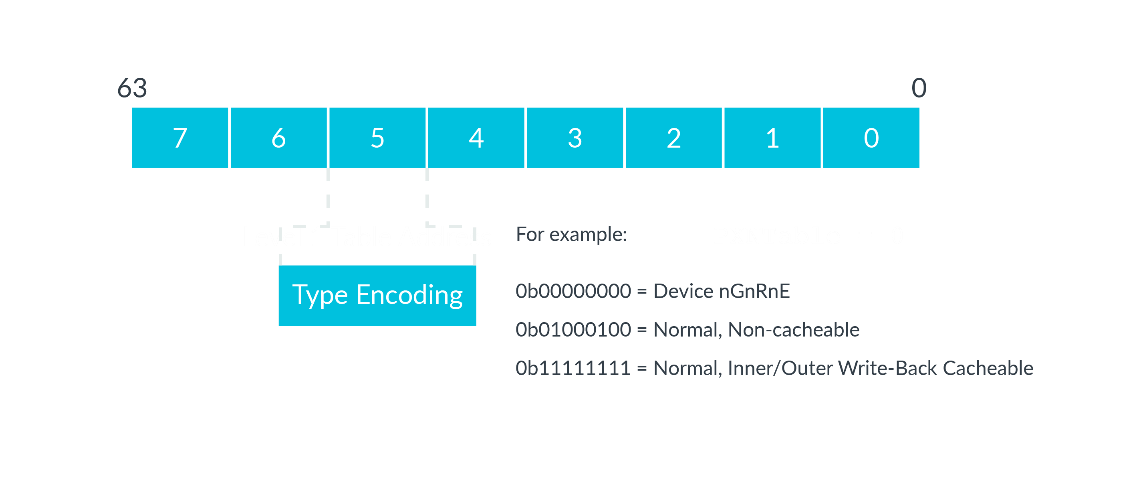 63 0
7 6 5 4 3 2 1 0
For example:
Type Encoding
0b00000000 = Device nGnRnE
0b01000100 = Normal, Non-cacheable
0b11111111 = Normal, Inner/Outer Write-Back Cacheable